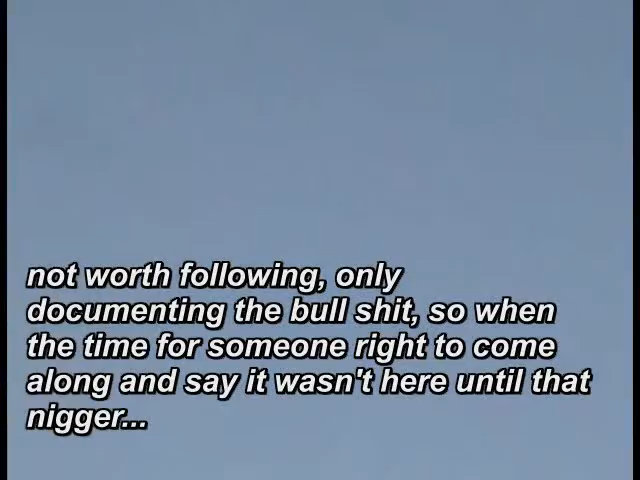 not worth following, only
documenting the bull shit, so when
the time for someone right to come
along and say it wasn't here until that
nigger...